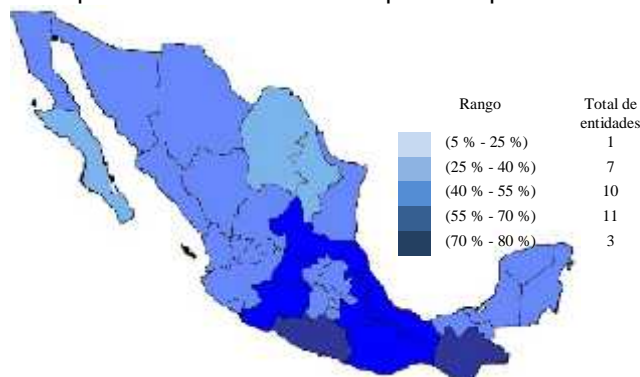 Rango Total de
entidades
(5 % - 25 %) 1
(25 % - 40 %) 7
(40 % - 55 %) 10
(55 % - 70 %) 11
(70 % - 80 %) 3